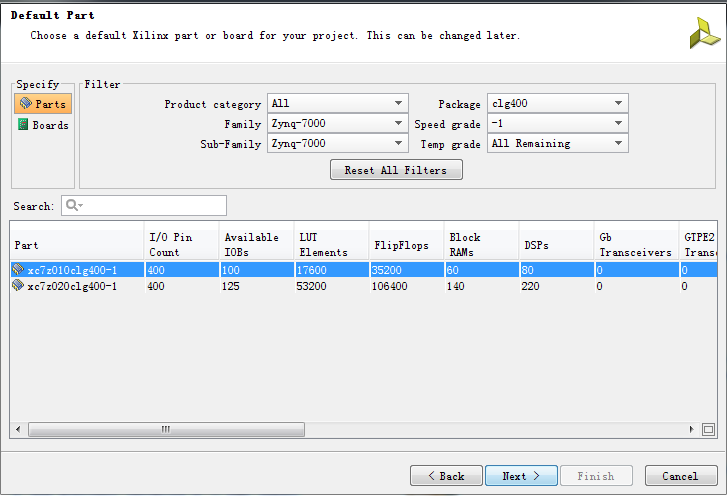 Default Part
Choose a default Xilinx part or board for your project. This can be changed later.
Specify
Parts
Boards
Filter
Product category All Package clg400
Family Zynq-7000 Speed grade -1
Sub-Family Zynq-7000 Temp grade All Remaining
Reset All Filters
Search:
Part I/O Pin Count Available IOBs LUT Elements FlipFlops Block RAMs DSPs Gb Transceivers GTPE2 Transc
xc7z010clg400-1 400 100 17600 35200 60 80 0 0
xc7z020clg400-1 400 125 53200 106400 140 220 0 0
< Back Next > Finish Cancel